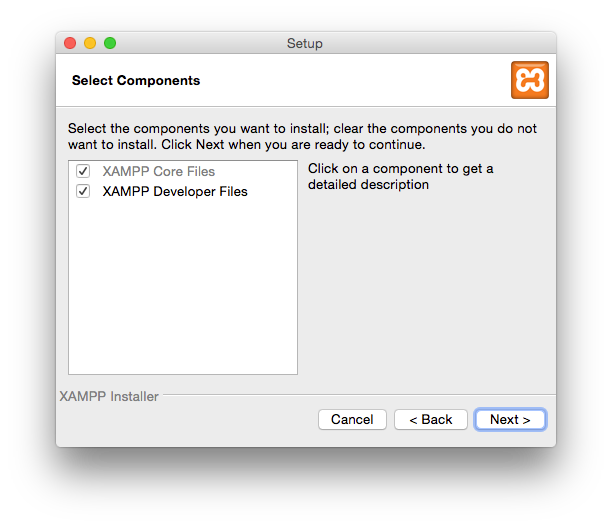 Setup
Select Components
Select the components you want to install; clear the components you do not
want to install. Click Next when you are ready to continue.
XAMPP Core Files
XAMPP Developer Files
Click on a component to get a
detailed description
XAMPP Installer
Cancel
< Back
Next >